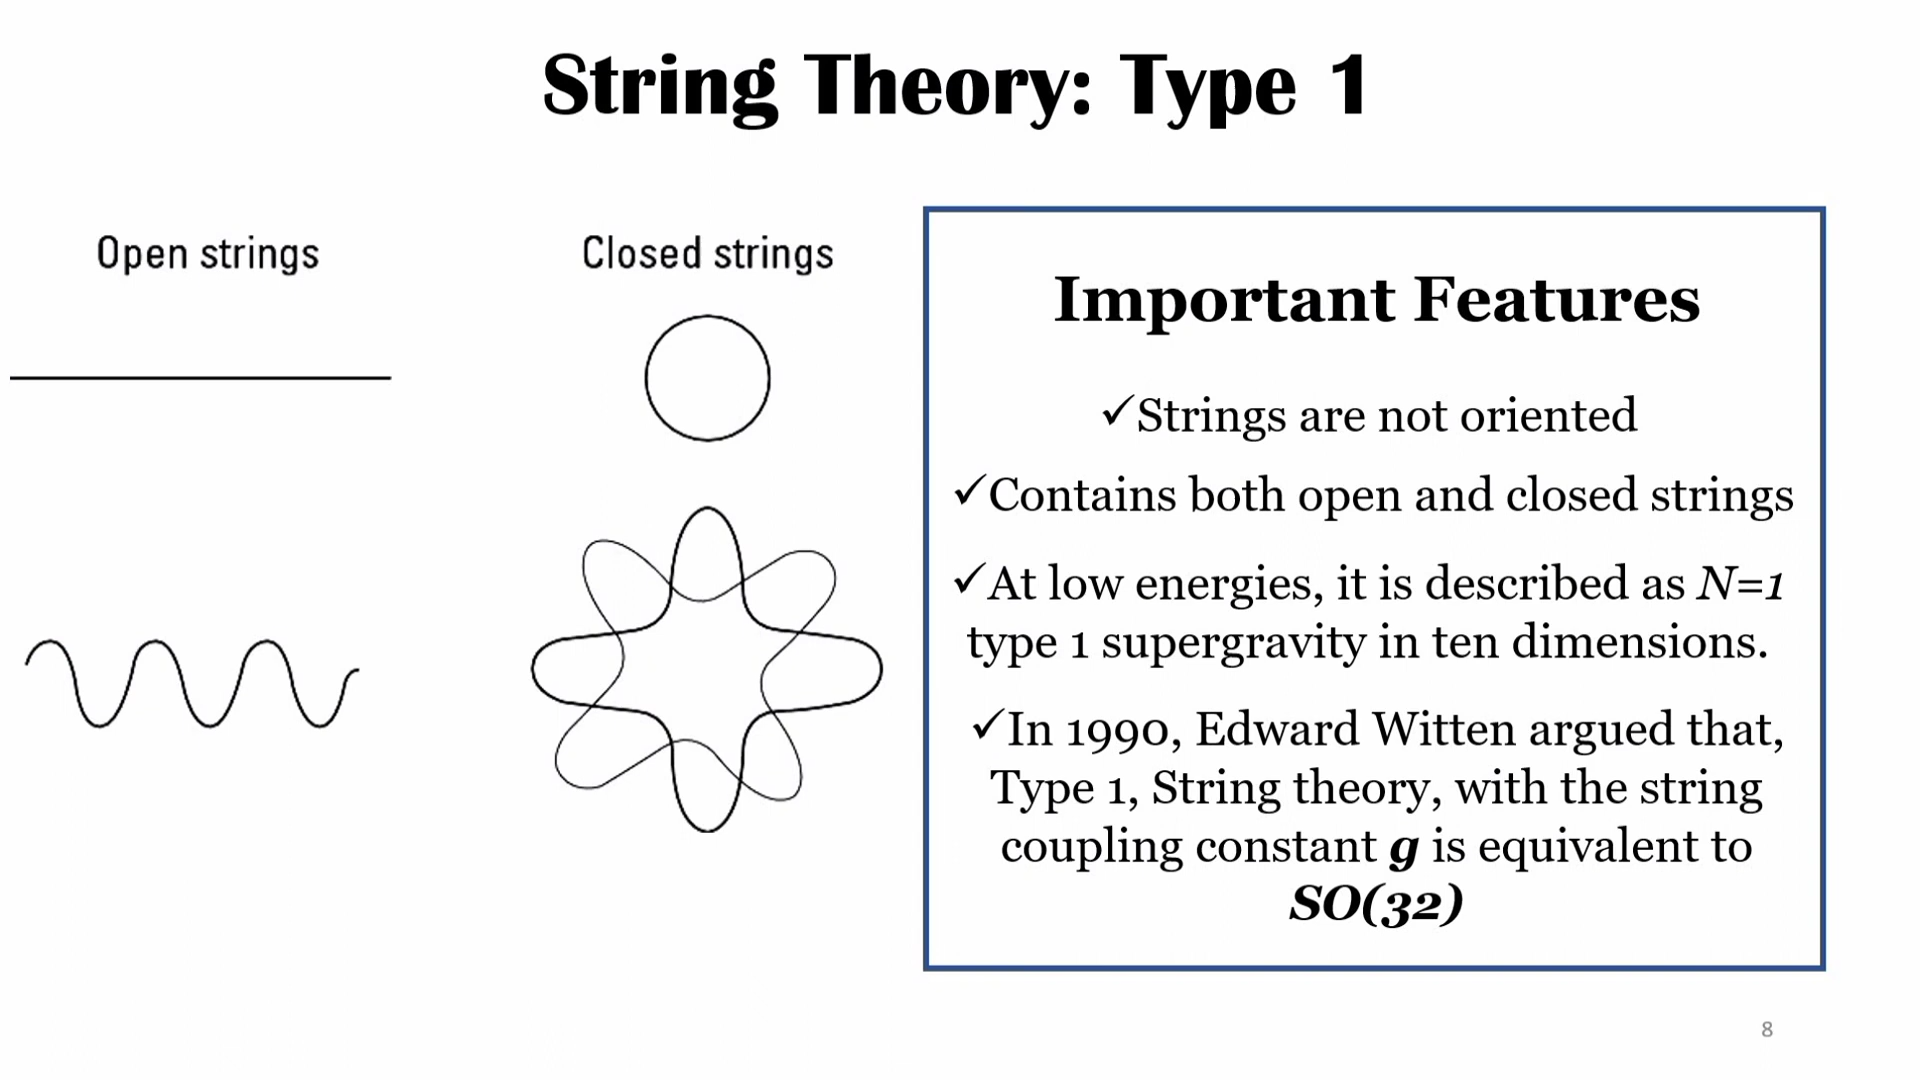 String Theory: Type 1
Open strings
Closed strings
Important Features
✓Strings are not oriented
✓Contains both open and closed strings
✓At low energies, it is described as N=1
type 1 supergravity in ten dimensions.
✓In 1990, Edward Witten argued that,
Type 1, String theory, with the string
coupling constant g is equivalent to
SO(32)
8